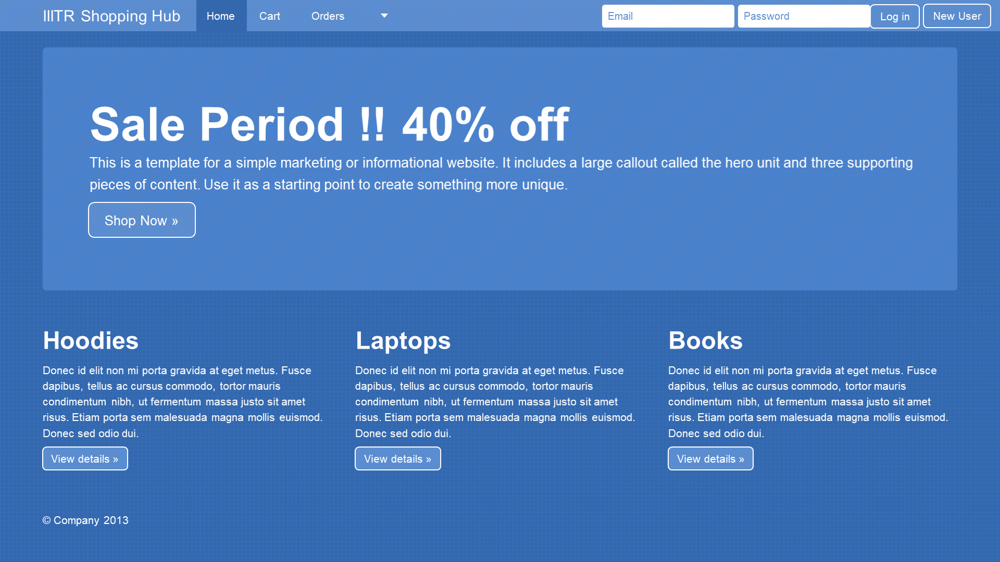 IIITR Shopping Hub Home Cart Orders Email Password Log in New User
Sale Period !! 40% off
This is a template for a simple marketing or informational website. It includes a large callout called the hero unit and three supporting
pieces of content. Use it as a starting point to create something more unique.
Shop Now »
Hoodies
Donec id elit non mi porta gravida at eget metus. Fusce
dapibus, tellus ac cursus commodo, tortor mauris
condimentum nibh, ut fermentum massa justo sit amet
risus. Etiam porta sem malesuada magna mollis euismod.
Donec sed odio dui.
View details »
Laptops
Donec id elit non mi porta gravida at eget metus. Fusce
dapibus, tellus ac cursus commodo, tortor mauris
condimentum nibh, ut fermentum massa justo sit amet
risus. Etiam porta sem malesuada magna mollis euismod.
Donec sed odio dui.
View details »
Books
Donec id elit non mi porta gravida at eget metus. Fusce
dapibus, tellus ac cursus commodo, tortor mauris
condimentum nibh, ut fermentum massa justo sit amet
risus. Etiam porta sem malesuada magna mollis euismod.
Donec sed odio dui.
View details »
© Company 2013